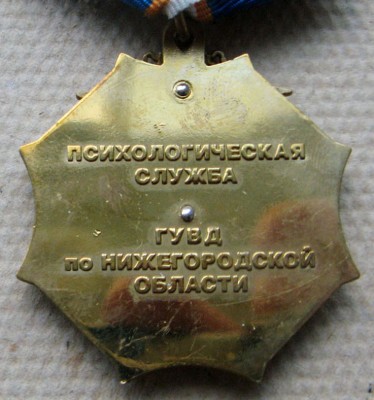 ПСИХОЛОГИЧЕСКАЯ
СЛУЖБА
ГУВД
по НИЖЕГОРОДСКОЙ
ОБЛАСТИ